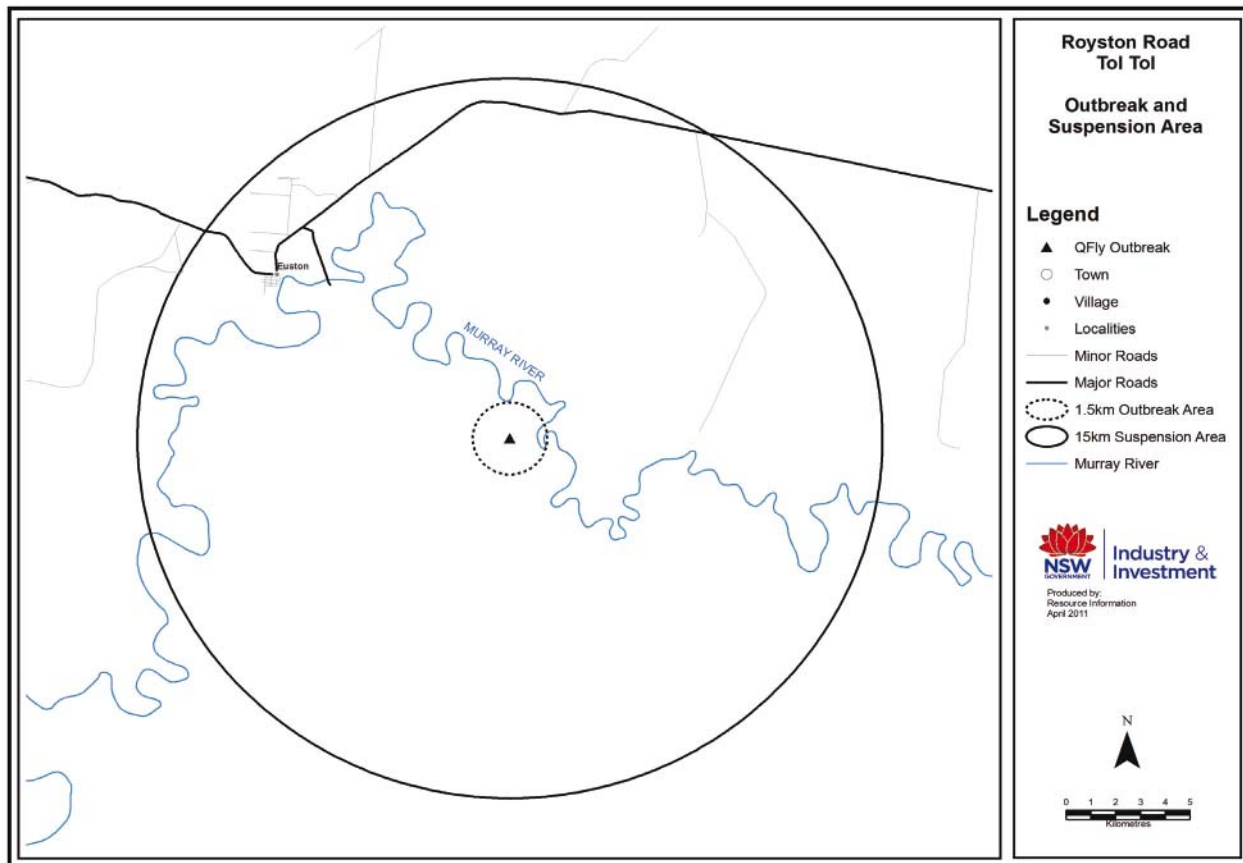 Royston Road
Tol Tol
Outbreak and
Suspension Area
Legend
QFly Outbreak
Town
Village
Localities
Minor Roads
Major Roads
1.5km Outbreak Area
15km Suspension Area
Murray River
NSW
GOVERNMENT
Industry &
Investment
Produced by:
Resource Information
April 2011
N
0 1 2 3 4 5
Kilometres
Euston
MURRAY RIVER